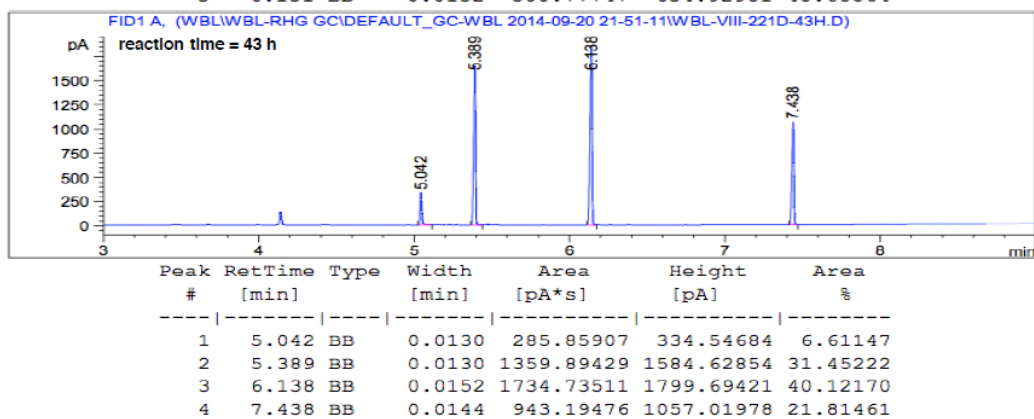 FID1 A, (WBL\WBL-RHG GC\DEFAULT_GC-WBL 2014-09-20 21-51-11\WBL-VIII-221D-43H.D)
pA reaction time = 43 h
5.389
6.138
7.438
5.042
1500
1250
1000
750
500
250
0
3 4 5 6 7 8 min
Peak RetTime Type Width Area Height Area
# [min] [min] [pA*s] [pA] %
----|-------|----|-------|----------|----------|--------
1 5.042 BB 0.0130 285.85907 334.54684 6.61147
2 5.389 BB 0.0130 1359.89429 1584.62854 31.45222
3 6.138 BB 0.0152 1734.73511 1799.69421 40.12170
4 7.438 BB 0.0144 943.19476 1057.01978 21.81461